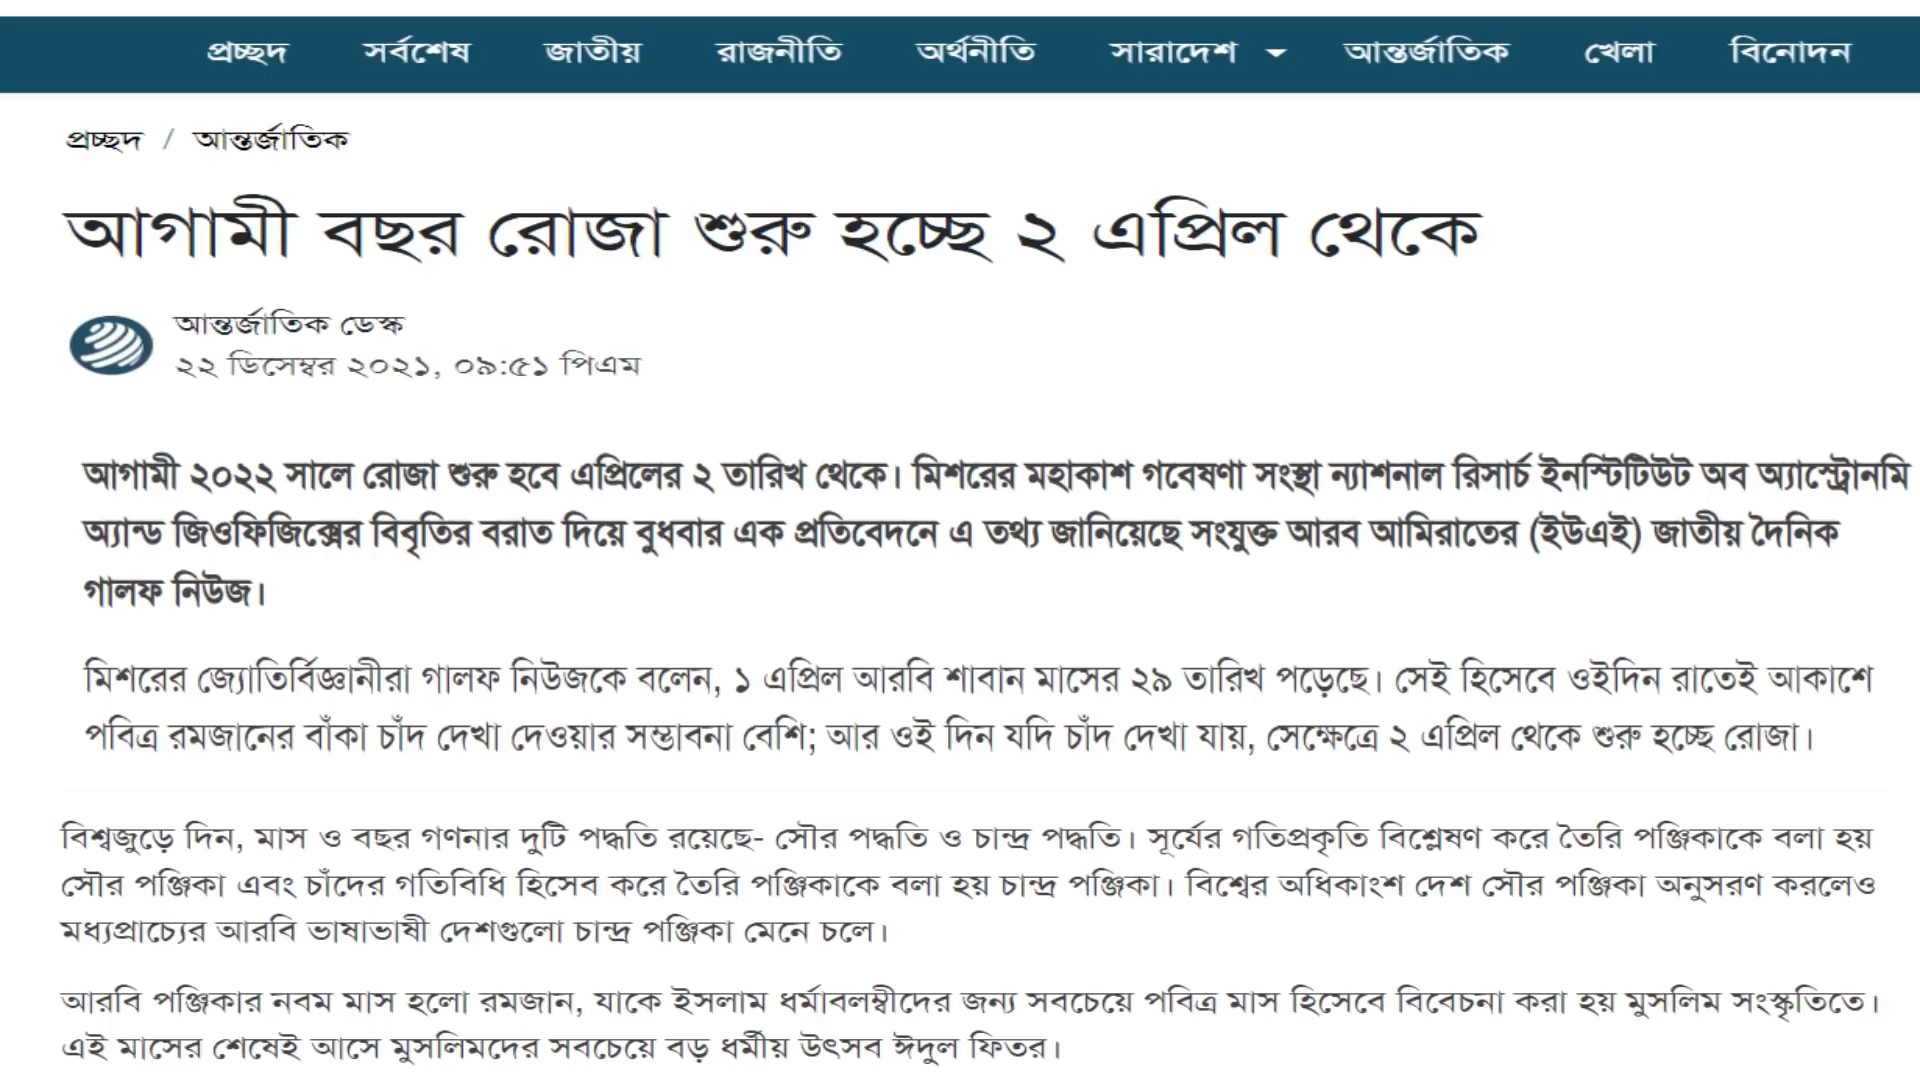 প্রচ্ছদ সর্বশেষ জাতীয় রাজনীতি অর্থনীতি সারাদেশ আন্তর্জাতিক খেলা বিনোদন
প্রচ্ছদ / আন্তর্জাতিক
আগামী বছর রোজা শুরু হচ্ছে ২ এপ্রিল থেকে
আন্তর্জাতিক ডেস্ক
২২ ডিসেম্বর ২০২১, ০৯:৫১ পিএম
আগামী ২০২২ সালে রোজা শুরু হবে এপ্রিলের ২ তারিখ থেকে। মিশরের মহাকাশ গবেষণা সংস্থা ন্যাশনাল রিসার্চ ইনস্টিটিউট অব অ্যাস্ট্রোনমি
অ্যান্ড জিওফিজিক্সের বিবৃতির বরাত দিয়ে বুধবার এক প্রতিবেদনে এ তথ্য জানিয়েছে সংযুক্ত আরব আমিরাতের (ইউএই) জাতীয় দৈনিক
গালফ নিউজ।
মিশরের জ্যোতির্বিজ্ঞানীরা গালফ নিউজকে বলেন, ১ এপ্রিল আরবি শাবান মাসের ২৯ তারিখ পড়েছে। সেই হিসেবে ওইদিন রাতেই আকাশে
পবিত্র রমজানের বাঁকা চাঁদ দেখা দেওয়ার সম্ভাবনা বেশি; আর ওই দিন যদি চাঁদ দেখা যায়, সেক্ষেত্রে ২ এপ্রিল থেকে শুরু হচ্ছে রোজা।
বিশ্বজুড়ে দিন, মাস ও বছর গণনার দুটি পদ্ধতি রয়েছে- সৌর পদ্ধতি ও চান্দ্র পদ্ধতি। সূর্যের গতিপ্রকৃতি বিশ্লেষণ করে তৈরি পঞ্জিকাকে বলা হয়
সৌর পঞ্জিকা এবং চাঁদের গতিবিধি হিসেব করে তৈরি পঞ্জিকাকে বলা হয় চান্দ্র পঞ্জিকা। বিশ্বের অধিকাংশ দেশ সৌর পঞ্জিকা অনুসরণ করলেও
মধ্যপ্রাচ্যের আরবি ভাষাভাষী দেশগুলো চান্দ্র পঞ্জিকা মেনে চলে।
আরবি পঞ্জিকার নবম মাস হলো রমজান, যাকে ইসলাম ধর্মাবলম্বীদের জন্য সবচেয়ে পবিত্র মাস হিসেবে বিবেচনা করা হয় মুসলিম সংস্কৃতিতে।
এই মাসের শেষেই আসে মুসলিমদের সবচেয়ে বড় ধর্মীয় উৎসব ঈদুল ফিতর।